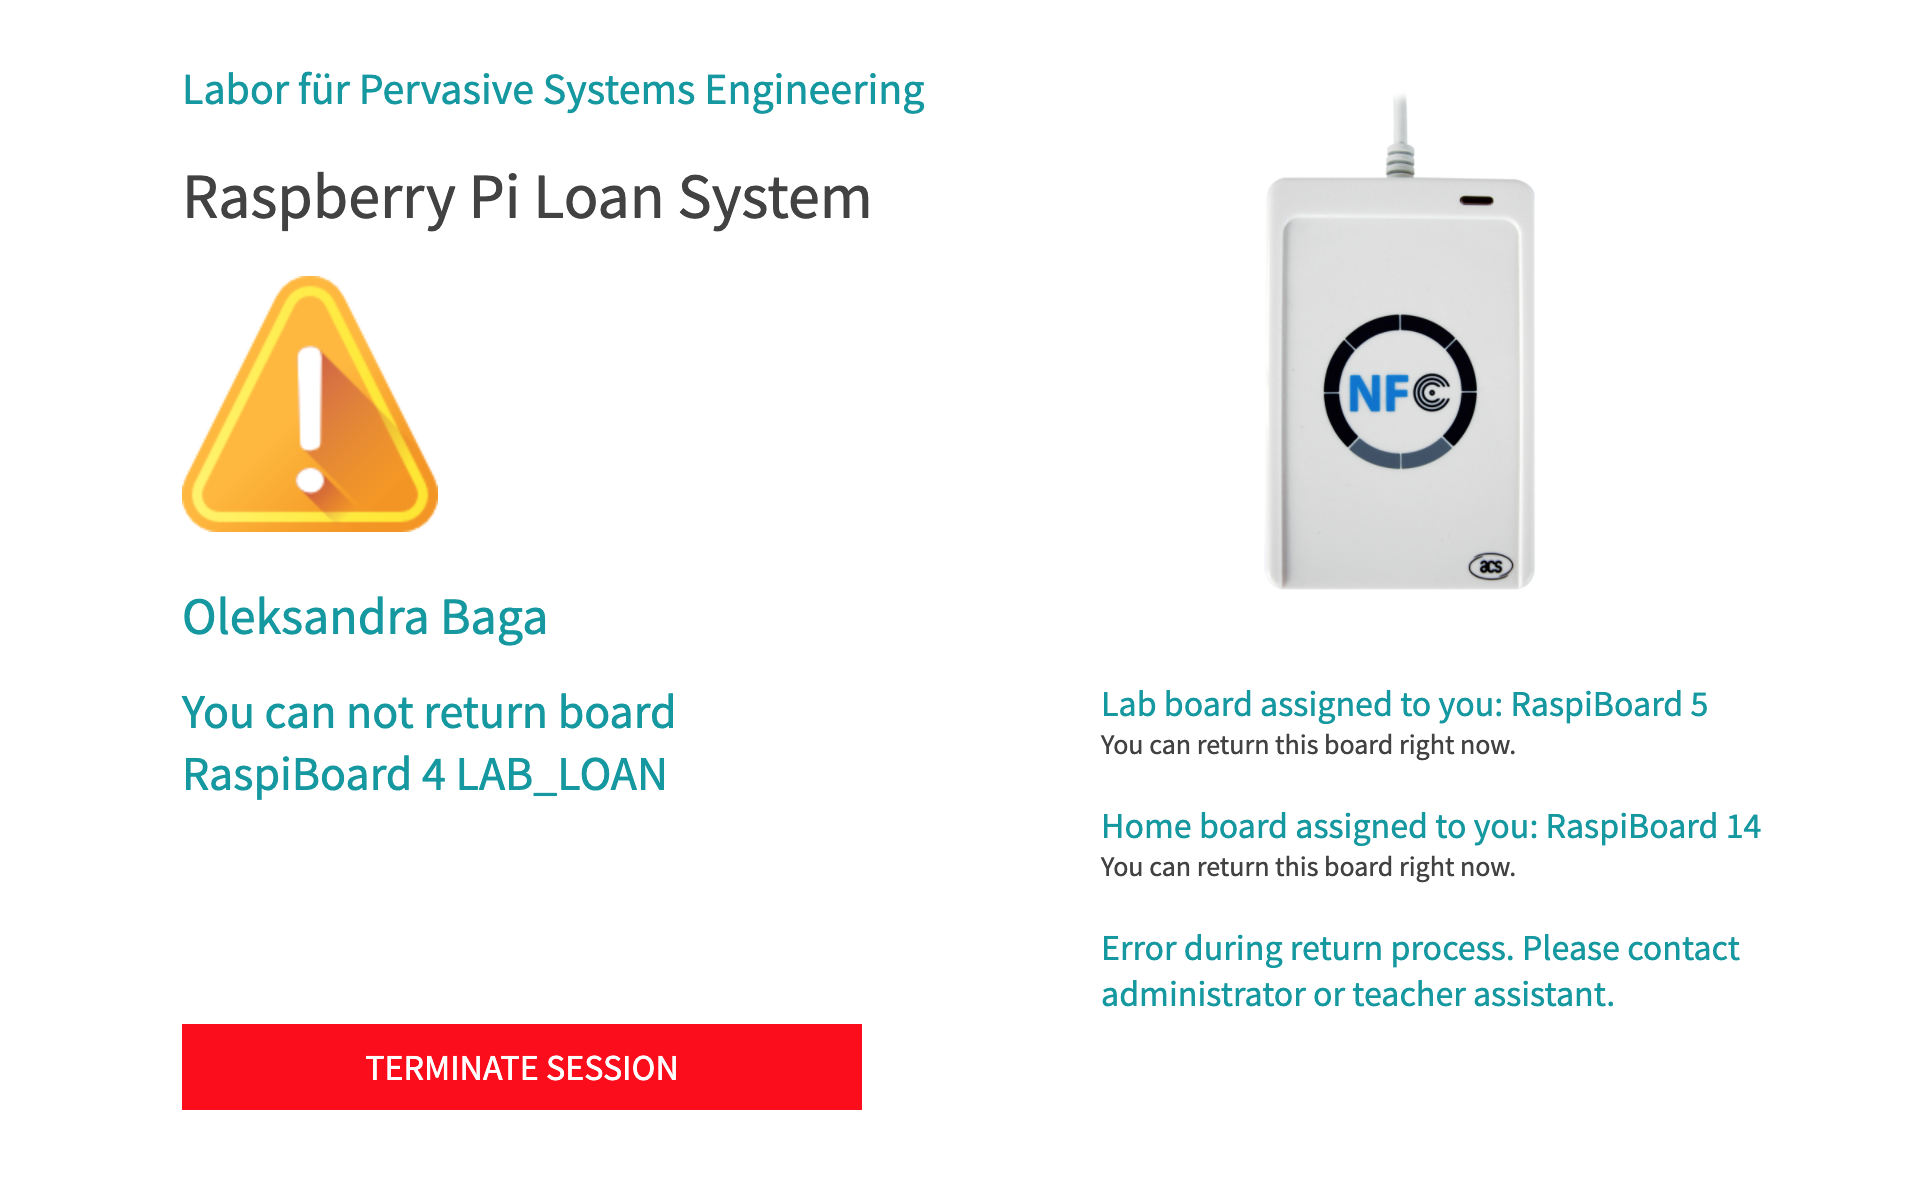 Labor für Pervasive Systems Engineering
Raspberry Pi Loan System
Oleksandra Baga
You can not return board
RaspiBoard 4 LAB_LOAN
TERMINATE SESSION
NFC
acs
Lab board assigned to you: RaspiBoard 5
You can return this board right now.
Home board assigned to you: RaspiBoard 14
You can return this board right now.
Error during return process. Please contact
administrator or teacher assistant.